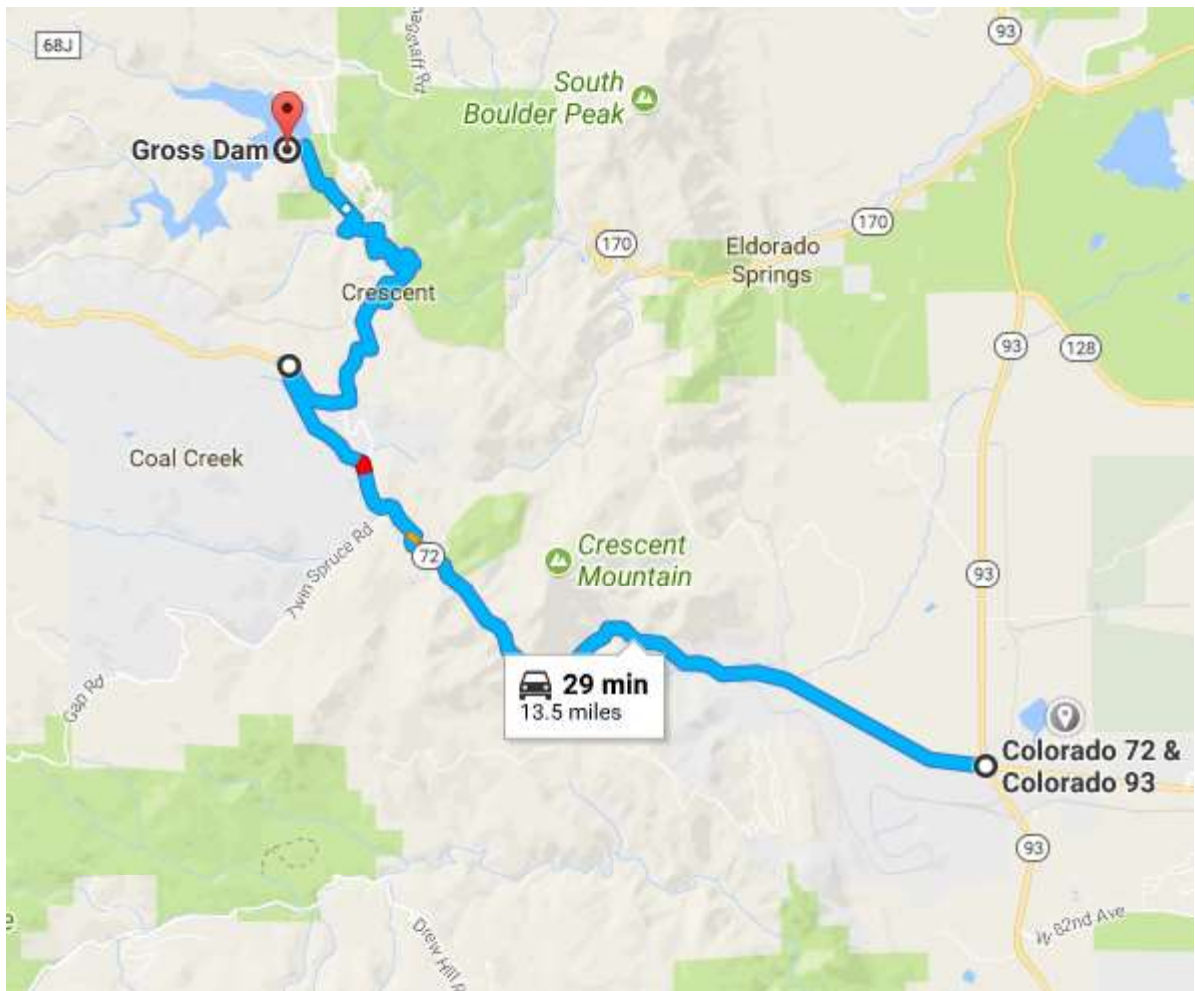 93
68J
South
Boulder Peak
Gross Dam
170
170
Eldorado
Springs
Crescent
93
128
Coal Creek
Twin Spruce Rd
72
Crescent
Mountain
93
Gap Rd
29 min
13.5 miles
Colorado 72 &
Colorado 93
93
W 82nd Ave
Drew Hill R
e